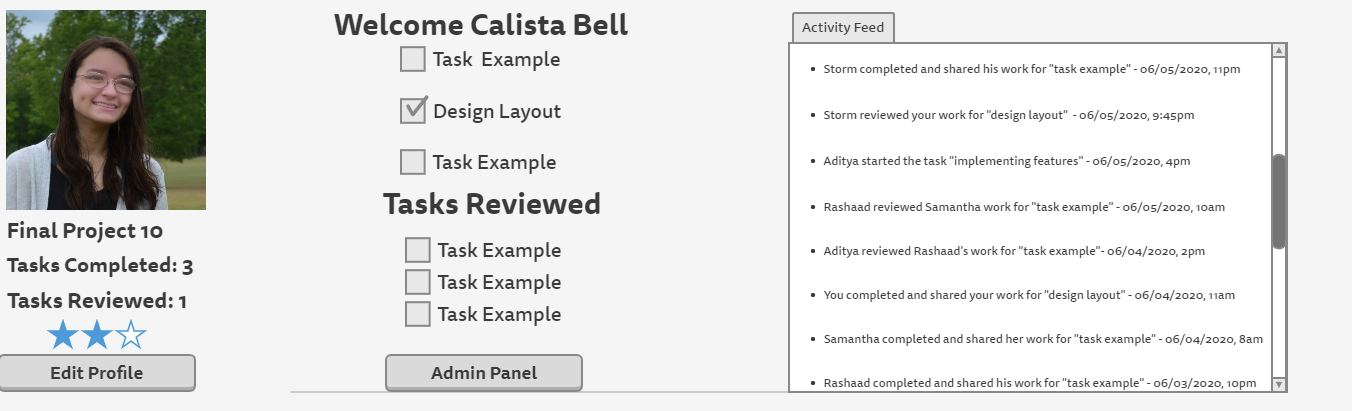 Final Project 10
Tasks Completed: 3
Tasks Reviewed: 1
Edit Profile
Welcome Calista Bell
Task Example
Design Layout
Task Example
Tasks Reviewed
Task Example
Task Example
Task Example
Admin Panel
Activity Feed
• Storm completed and shared his work for "task example" - 06/05/2020, 11pm
• Storm reviewed your work for "design layout" - 06/05/2020, 9:45pm
• Aditya started the task "implementing features" - 06/05/2020, 4pm
• Rashaad reviewed Samantha work for "task example" - 06/05/2020, 10am
• Aditya reviewed Rashaad's work for "task example"- 06/04/2020, 2pm
• You completed and shared your work for "design layout" - 06/04/2020, 11am
• Samantha completed and shared her work for "task example" - 06/04/2020, 8am
• Rashaad completed and shared his work for "task example" - 06/03/2020, 10pm